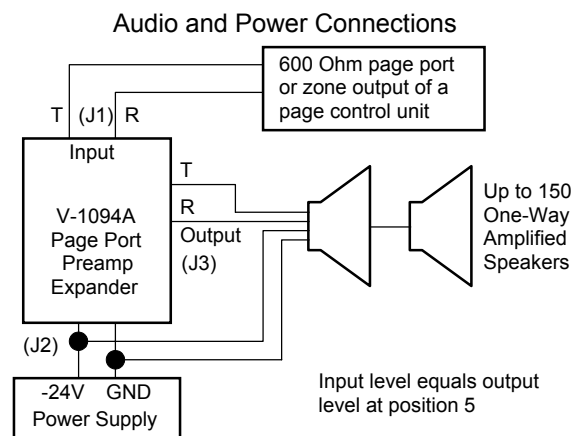 Audio and Power Connections
600 Ohm page port
or zone output of a
page control unit
T (J1) R
Input
V-1094A
Page Port
Preamp
Expander
T
R
Output
(J3)
Up to 150
One-Way
Amplified
Speakers
(J2)
-24V GND
Power Supply
Input level equals output
level at position 5